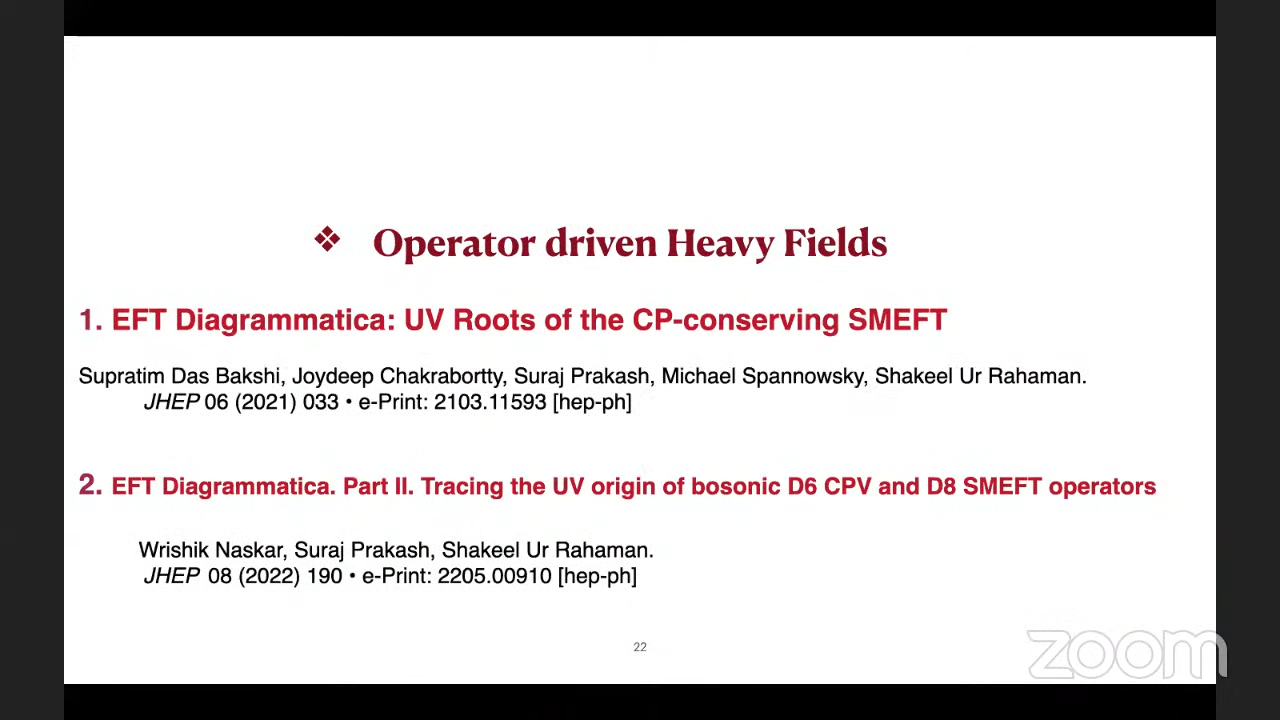 ❖ Operator driven Heavy Fields
1. EFT Diagrammatica: UV Roots of the CP-conserving SMEFT
Supratim Das Bakshi, Joydeep Chakrabortty, Suraj Prakash, Michael Spannowsky, Shakeel Ur Rahaman.
JHEP 06 (2021) 033 • e-Print: 2103.11593 [hep-ph]
2. EFT Diagrammatica. Part II. Tracing the UV origin of bosonic D6 CPV and D8 SMEFT operators
Wrishik Naskar, Suraj Prakash, Shakeel Ur Rahaman.
JHEP 08 (2022) 190 • e-Print: 2205.00910 [hep-ph]
22
zoom